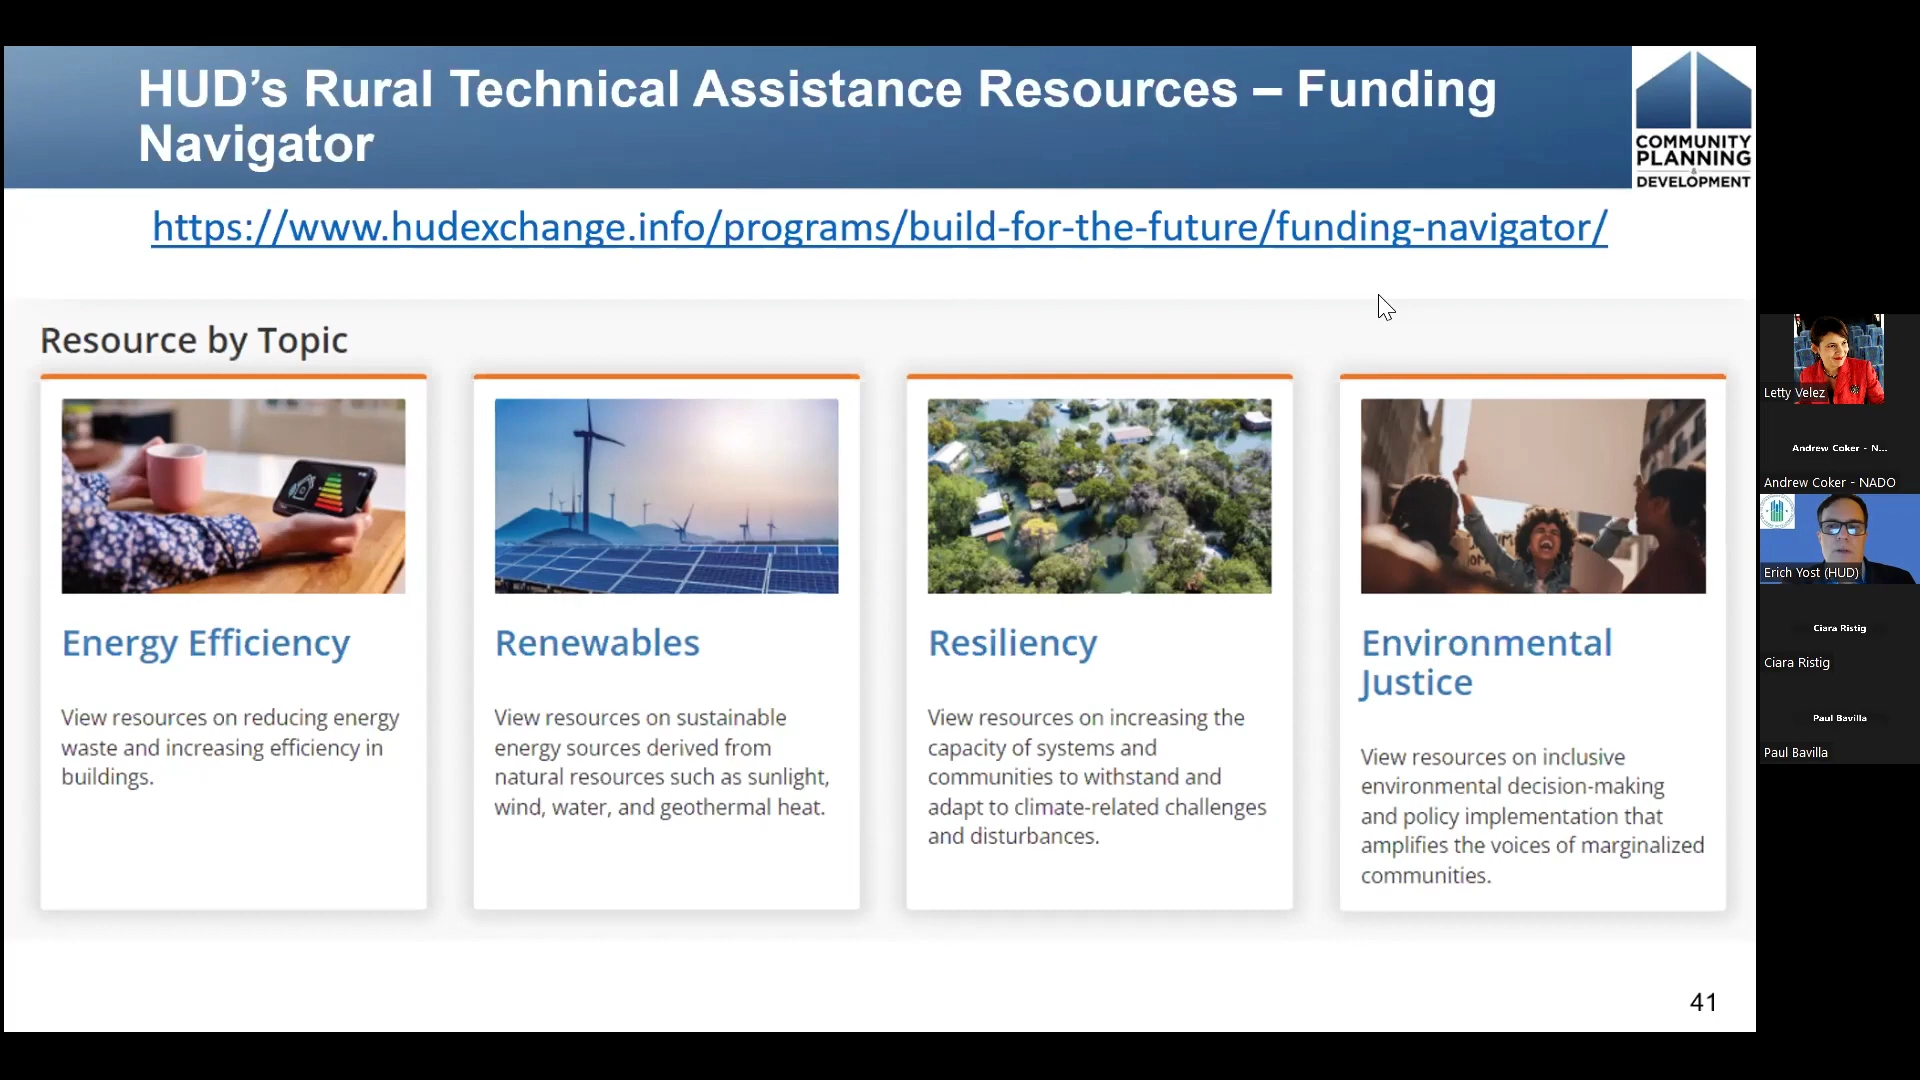 HUD’s Rural Technical Assistance Resources – Funding
Navigator
COMMUNITY
PLANNING
&
DEVELOPMENT
https://www.hudexchange.info/programs/build-for-the-future/funding-navigator/
Resource by Topic
Energy Efficiency
View resources on reducing energy
waste and increasing efficiency in
buildings.
Renewables
View resources on sustainable
energy sources derived from
natural resources such as sunlight,
wind, water, and geothermal heat.
Resiliency
View resources on increasing the
capacity of systems and
communities to withstand and
adapt to climate-related challenges
and disturbances.
Environmental
Justice
View resources on inclusive
environmental decision-making
and policy implementation that
amplifies the voices of marginalized
communities.
41
Letty Velez
Andrew Coker - N...
Andrew Coker - NADO
Erich Yost (HUD)
Ciara Ristig
Ciara Ristig
Paul Bavilla
Paul Bavilla